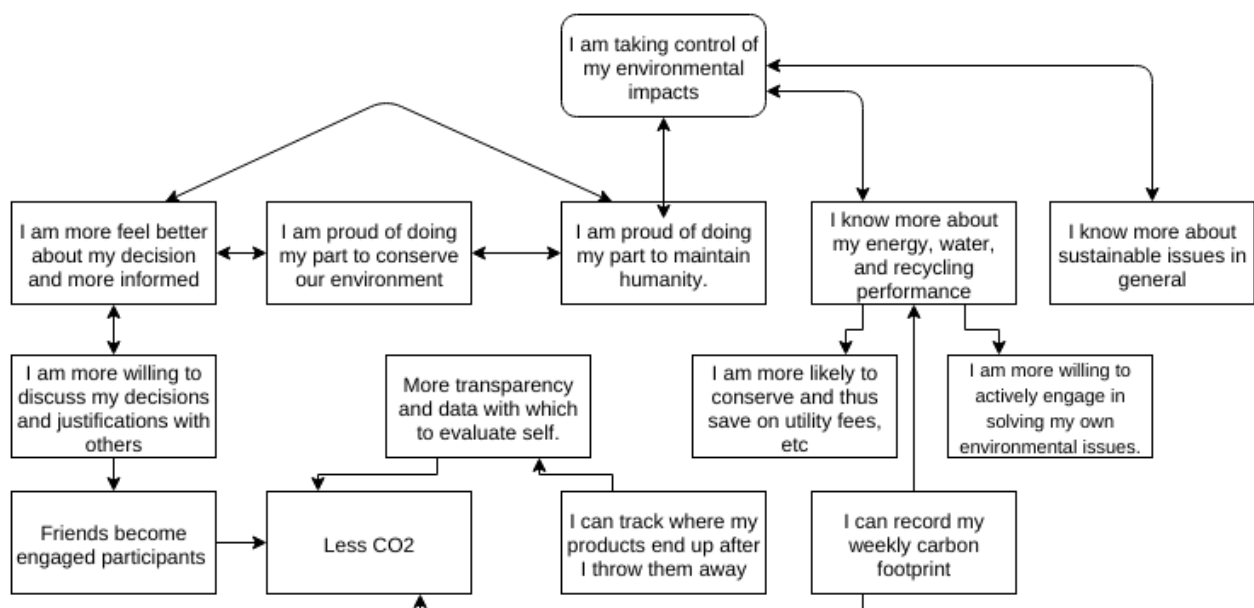 I am taking control of
my environmental
impacts
I am more feel better
about my decision
and more informed
I am proud of doing
my part to conserve
our environment
I am proud of doing
my part to maintain
humanity.
I know more about
my energy, water,
and recycling
performance
I know more about
sustainable issues in
general
I am more willing to
discuss my decisions
and justifications with
others
More transparency
and data with which
to evaluate self.
I am more likely to
conserve and thus
save on utility fees,
etc
I am more willing to
actively engage in
solving my own
environmental issues.
Friends become
engaged participants
Less CO2
I can track where my
products end up after
I throw them away
I can record my
weekly carbon
footprint